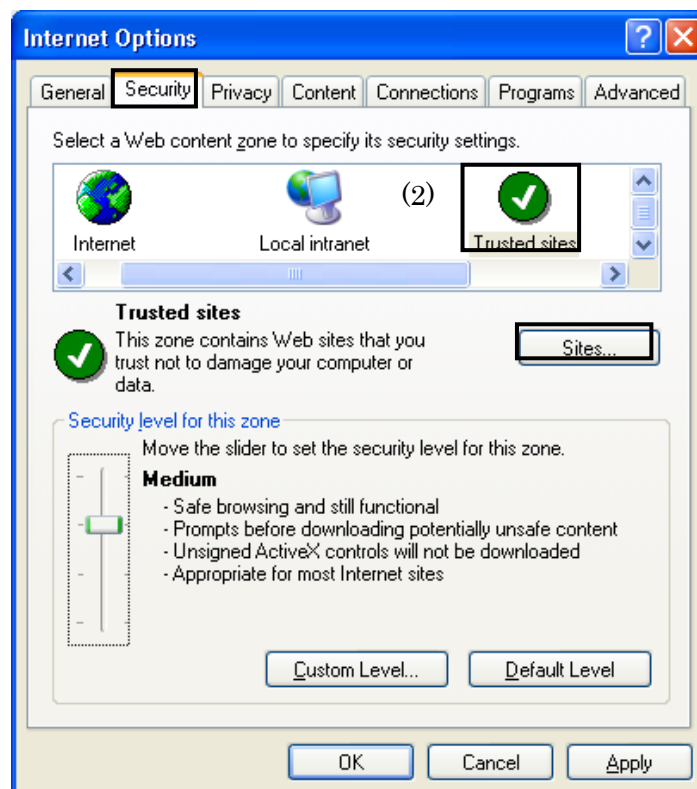 Internet Options
General Security Privacy Content Connections Programs Advanced
Select a Web content zone to specify its security settings.
(2)
Internet Local intranet Trusted sites
Trusted sites
This zone contains Web sites that you
trust not to damage your computer or
data.
Sites...
Security level for this zone
Move the slider to set the security level for this zone.
Medium
- Safe browsing and still functional
- Prompts before downloading potentially unsafe content
- Unsigned ActiveX controls will not be downloaded
- Appropriate for most Internet sites
Custom Level... Default Level
OK Cancel Apply